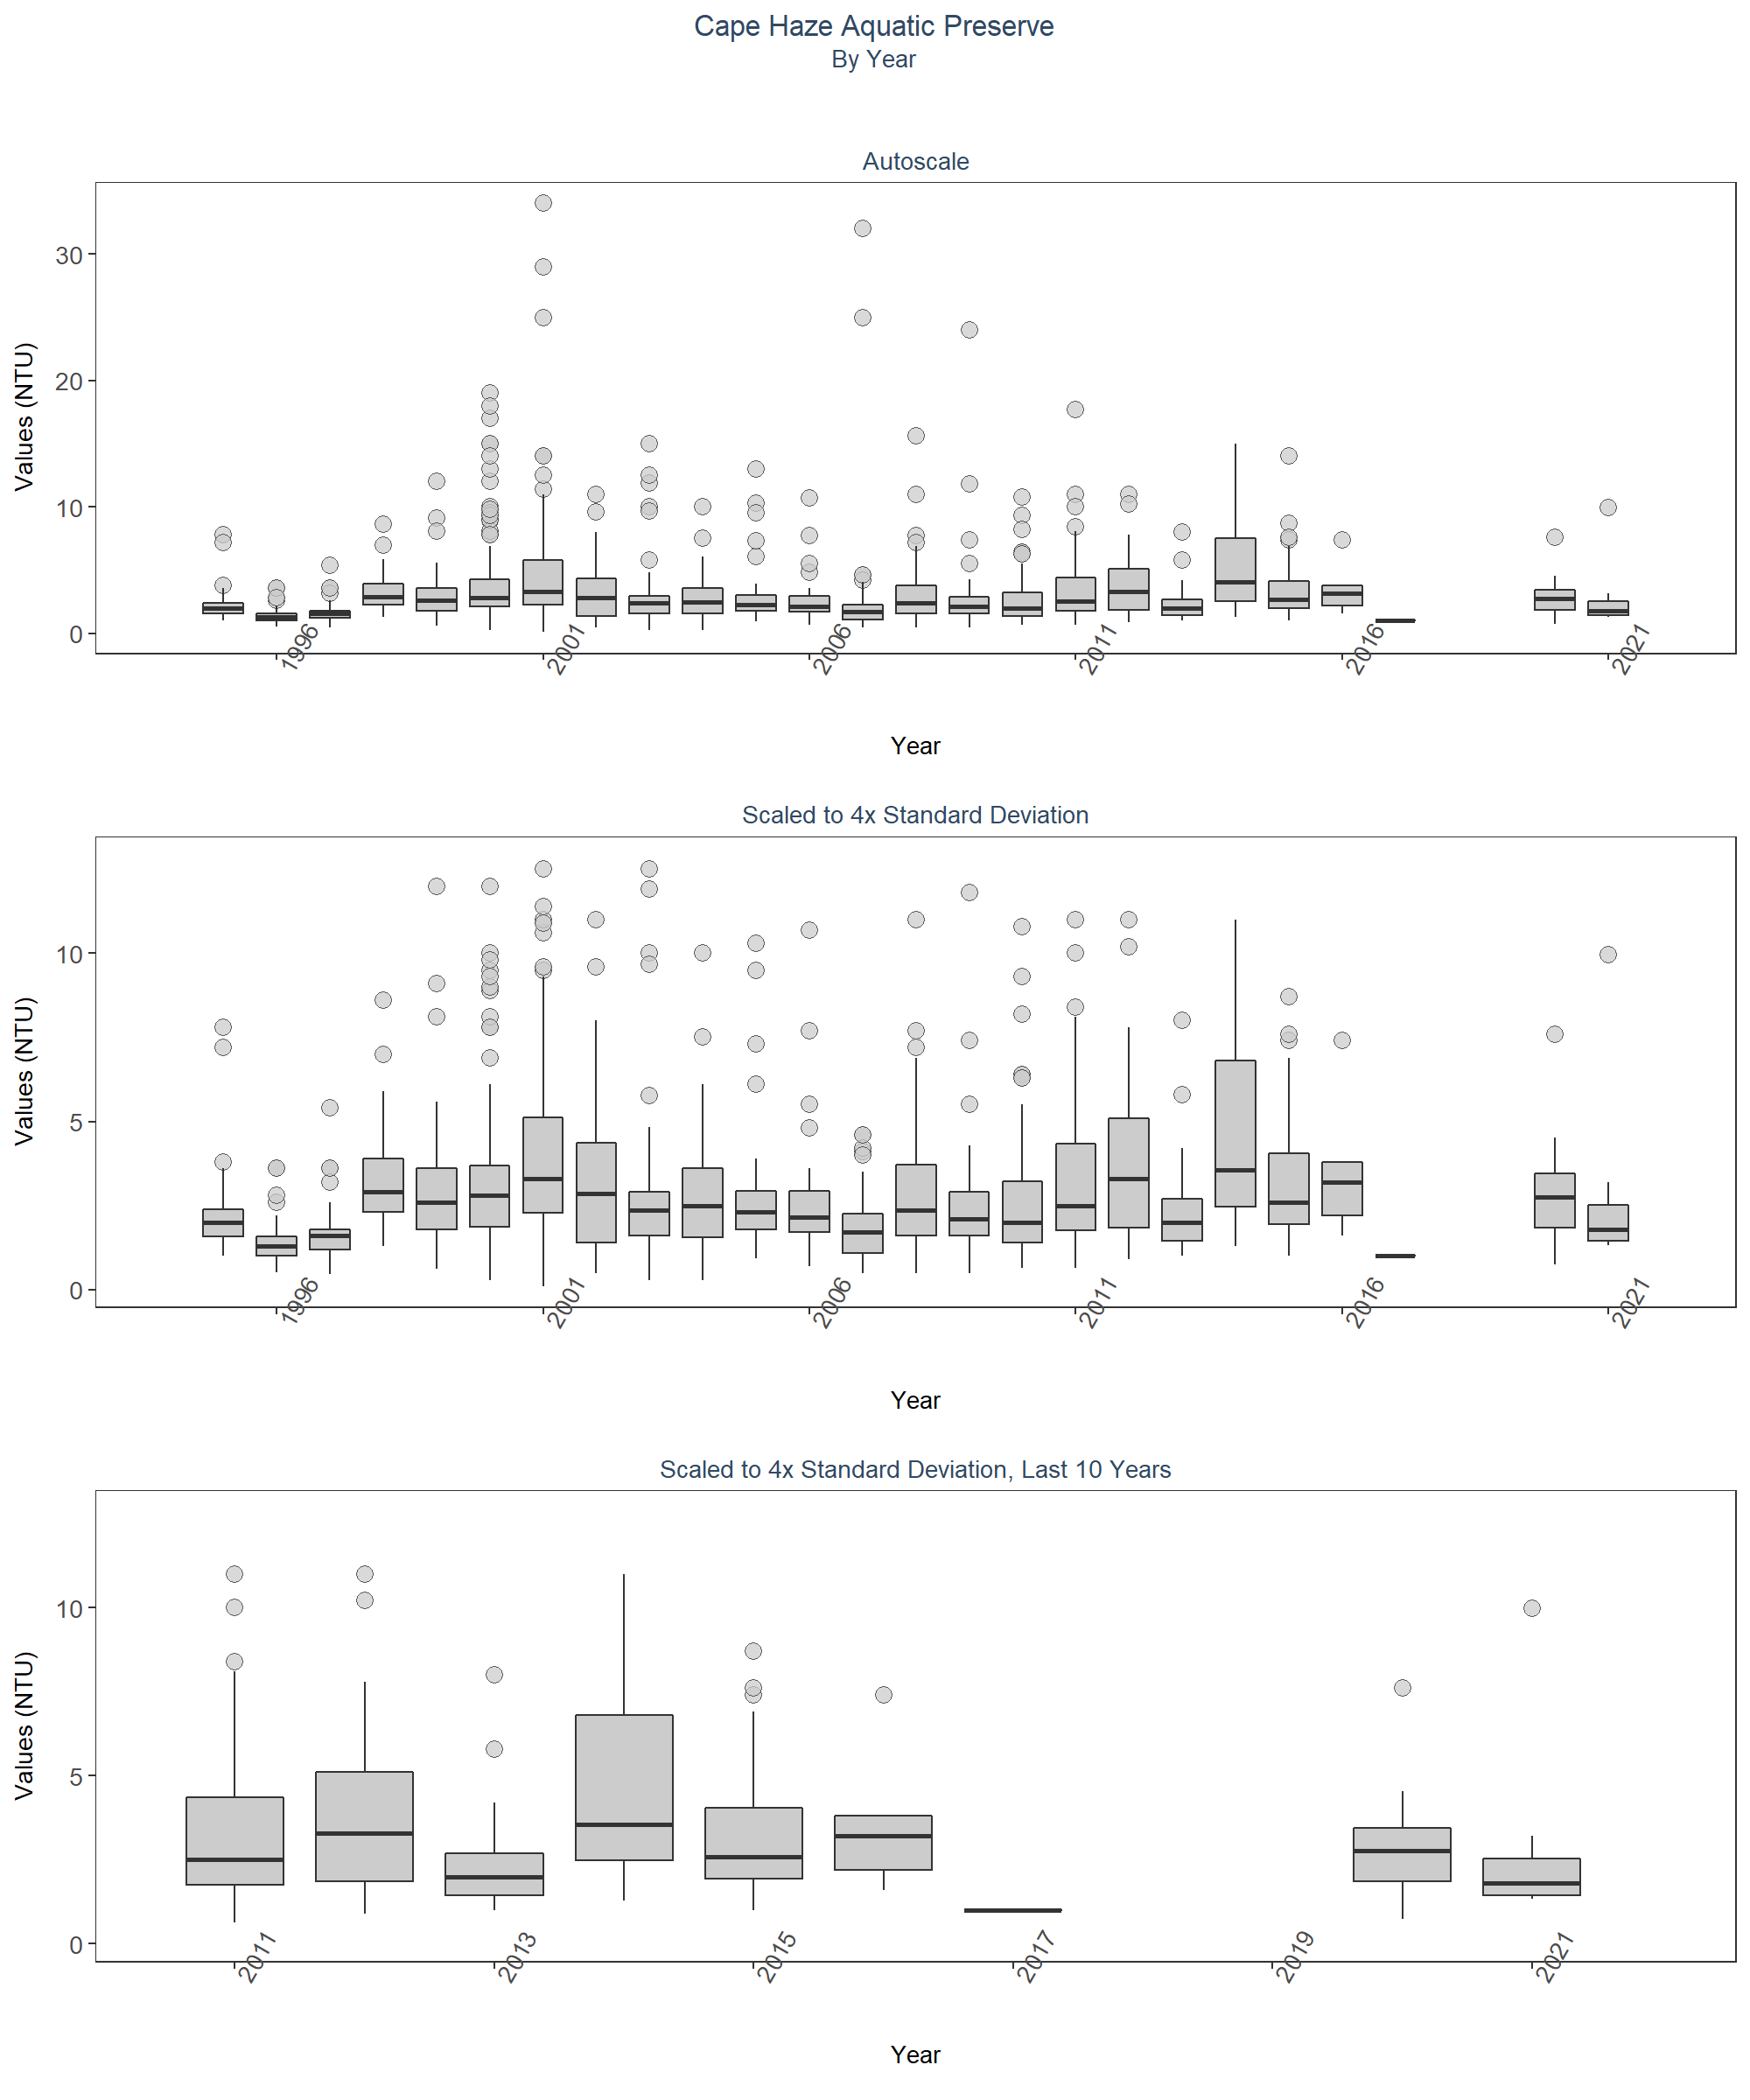 Cape Haze Aquatic Preserve
By Year
Autoscale
Values (NTU)
30
20
10
0
1996
2001
2006
2011
2016
2021
Year
Scaled to 4x Standard Deviation
Values (NTU)
10
5
0
1996
2001
2006
2011
2016
2021
Year
Scaled to 4x Standard Deviation, Last 10 Years
Values (NTU)
10
5
0
2011
2013
2015
2017
2019
2021
Year